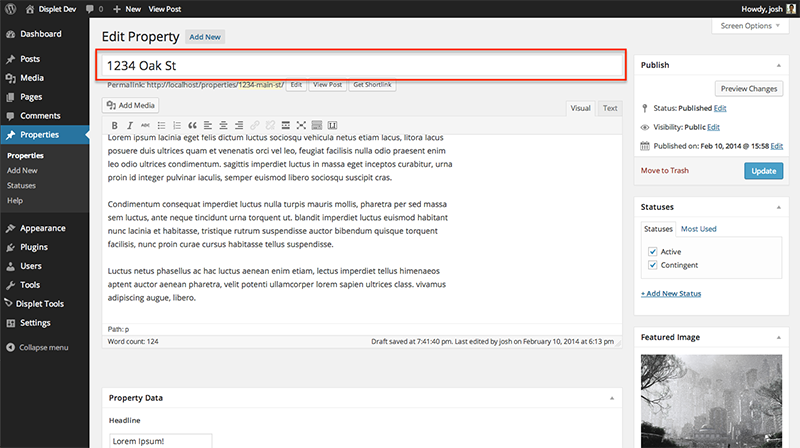 Displet Dev 0 New View Post Howdy, josh
Screen Options
Dashboard
Posts
Media
Pages
Comments
Properties
Properties
Add New
Statuses
Help
Appearance
Plugins
Users
Tools
Displet Tools
Settings
Collapse menu
Edit Property Add New
1234 Oak St
Permalink: http://localhost/properties/1234-main-st/ Edit View Post Get Shortlink
Add Media Visual Text
B I ABC
Lorem ipsum lacinia eget felis dictum luctus sociosqu vehicula netus etiam lacus, litora lacus
posuere duis ultrices quam et venenatis orci vel leo, feugiat facilisis nulla odio praesent enim
leo odio ultrices condimentum. sagittis imperdiet luctus in massa eget inceptos curabitur, urna
proin id integer pulvinar iaculis, semper euismod libero sociosqu suscipit cras.
Condimentum consequat imperdiet luctus nulla turpis mauris mollis, pharetra per sed massa
sem luctus, ante neque tincidunt urna torquent ut. blandit imperdiet luctus euismod habitant
nunc lacinia et habitasse, tristique rutrum suspendisse auctor bibendum quisque torquent
facilisis, nunc proin curae cursus habitasse tellus suspendisse.
Luctus netus phasellus ac hac luctus aenean enim etiam, lectus imperdiet tellus himenaeos
aptent auctor aenean pharetra, velit potenti ullamcorper lorem sapien ultrices class. vivamus
adipiscing augue, libero.
Path: p
Word count: 124 Draft saved at 7:41:40 pm. Last edited by josh on February 10, 2014 at 6:13 pm
Property Data
Headline
Lorem Ipsum!
Publish
Preview Changes
Status: Published Edit
Visibility: Public Edit
Published on: Feb 10, 2014 @ 15:58 Edit
Move to Trash Update
Statuses
Statuses Most Used
Active
Contingent
+ Add New Status
Featured Image